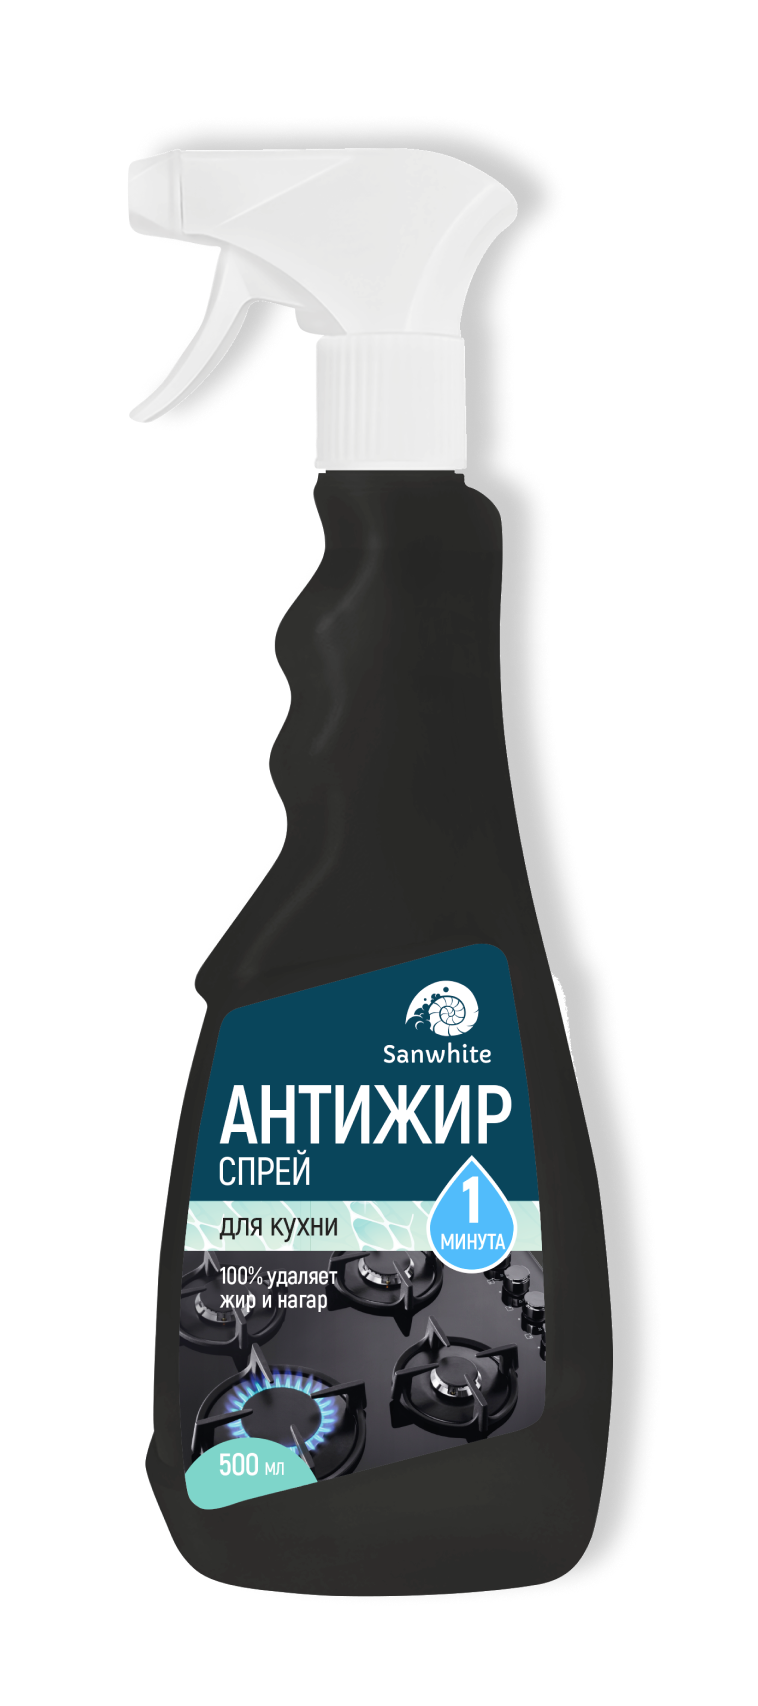 Sanwhite
АНТИЖИР
СПРЕЙ
для кухни
1
МИНУТА
100% удаляет
жир и нагар
500 мл